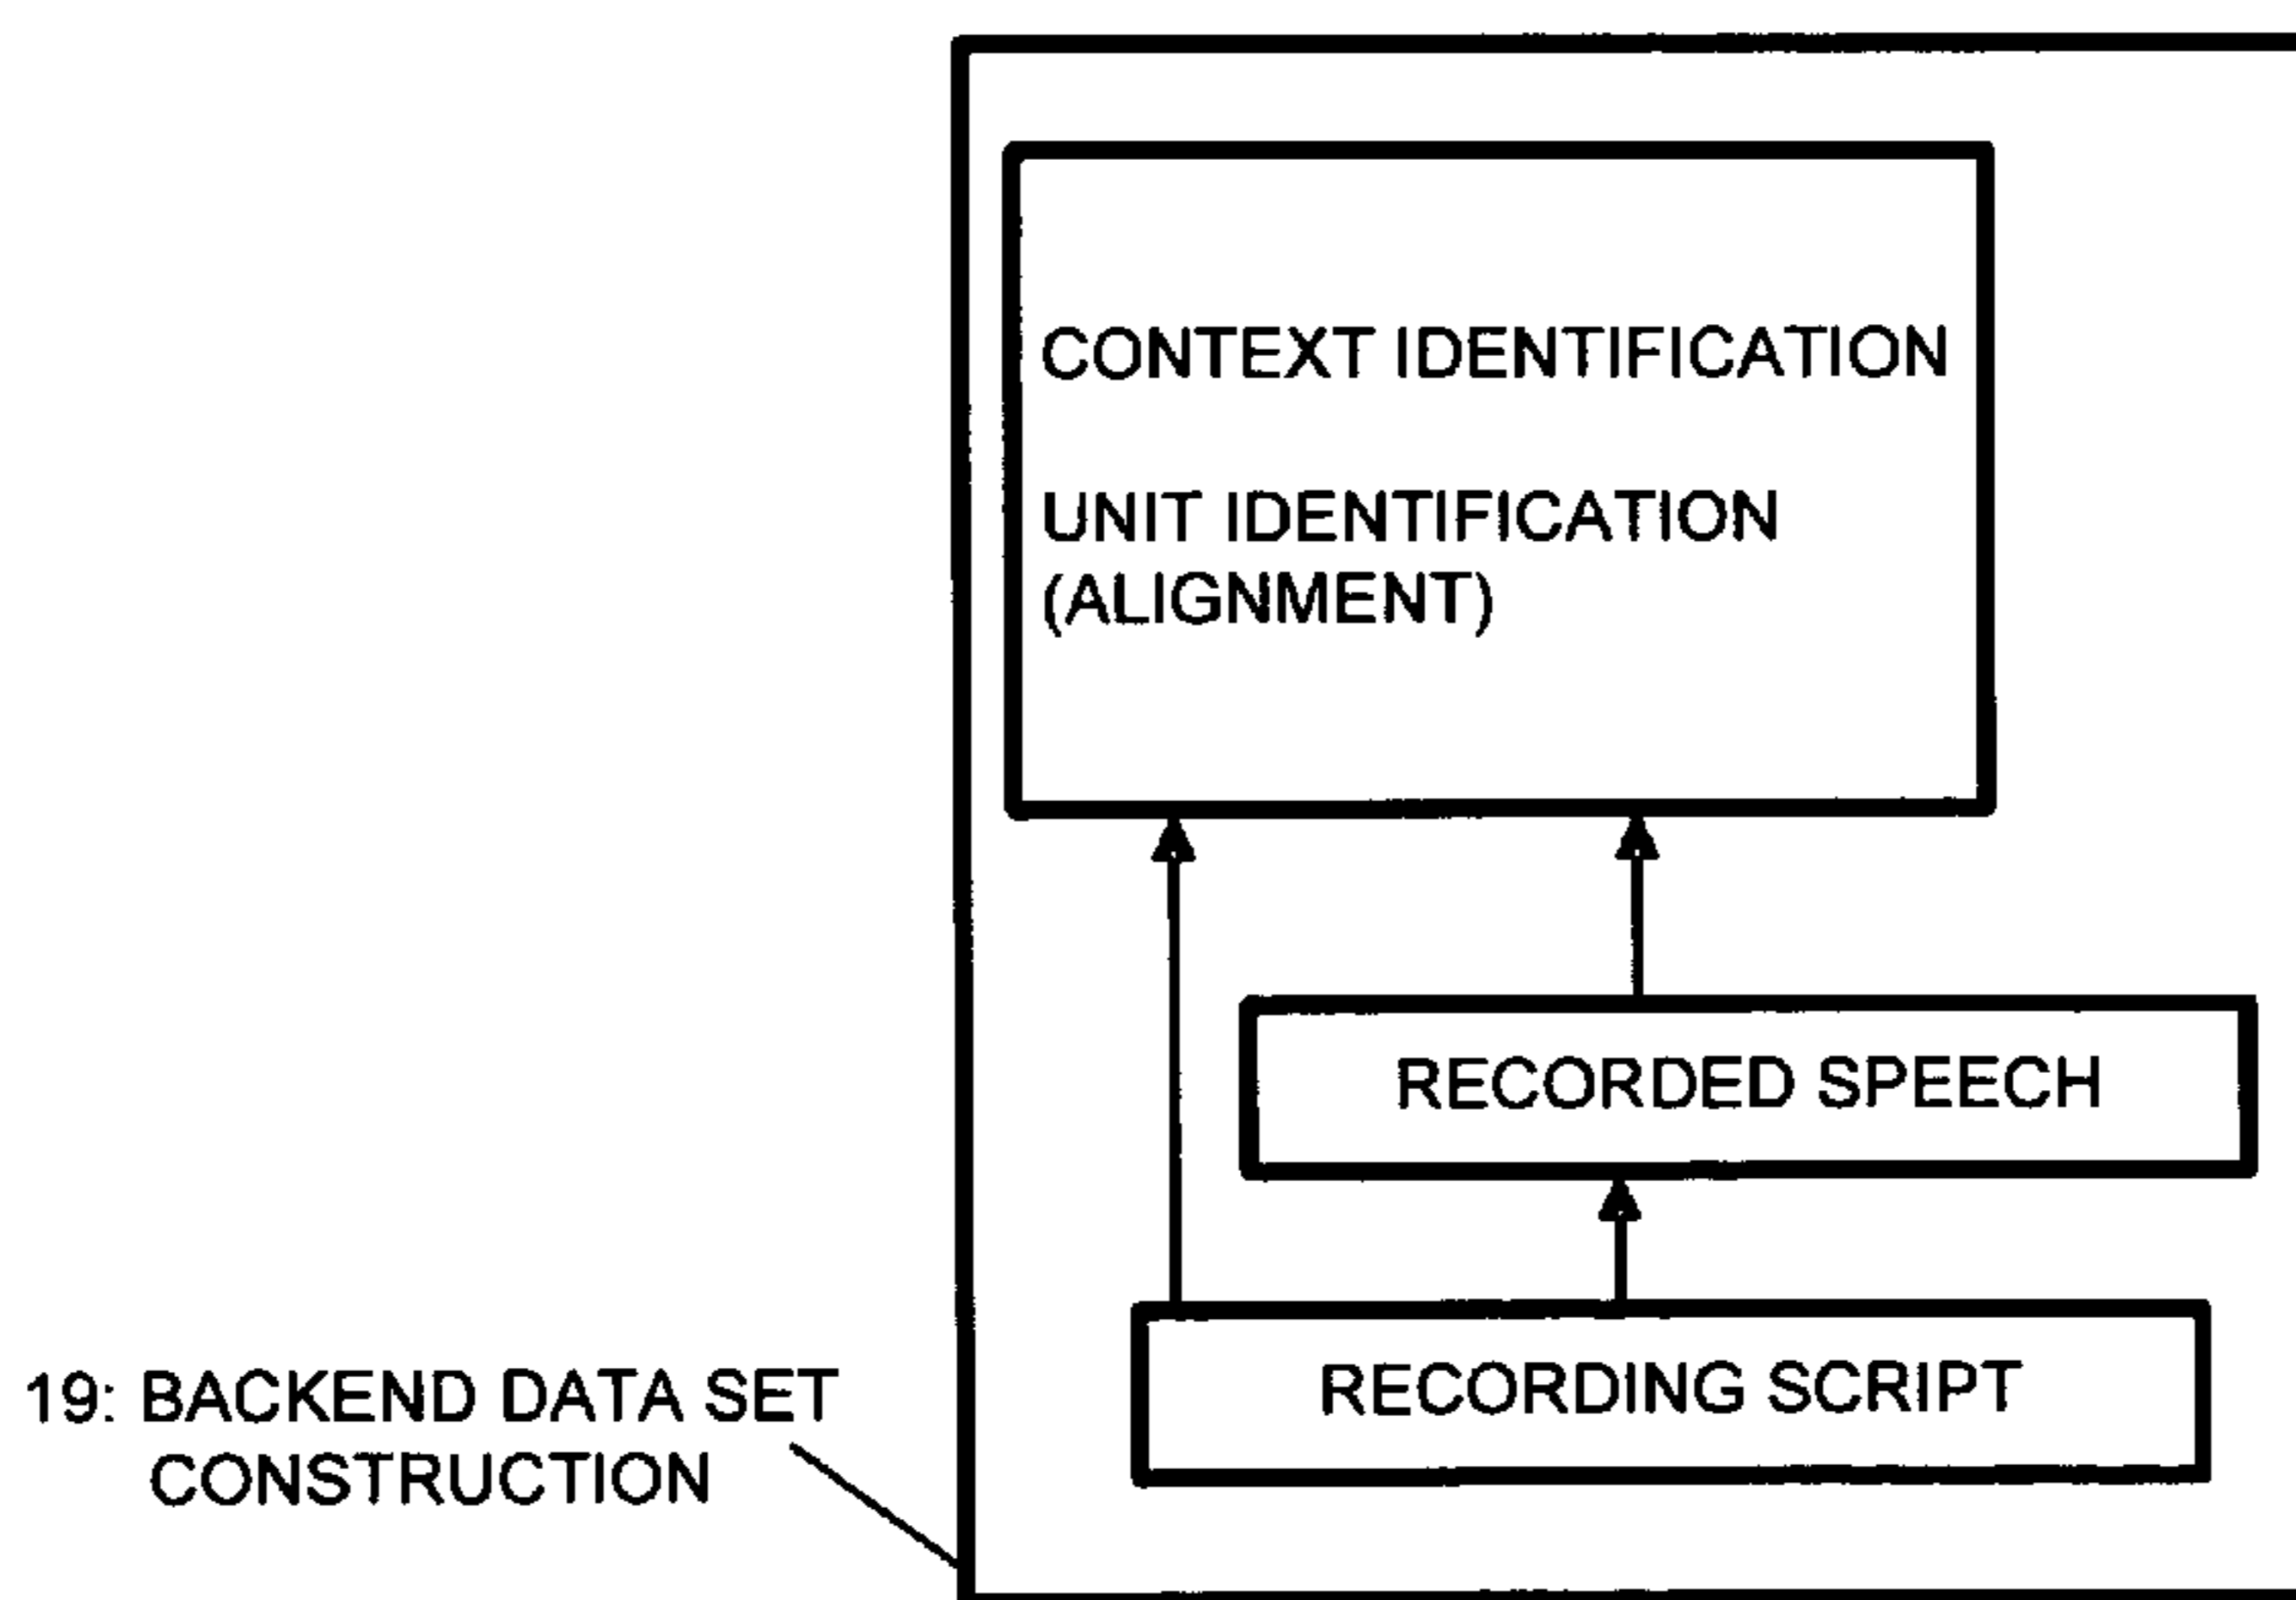 CONTEXT IDENTIFICATION
UNIT IDENTIFICATION
(ALIGNMENT)
RECORDED SPEECH
RECORDING SCRIPT
19: BACKEND DATA SET
CONSTRUCTION